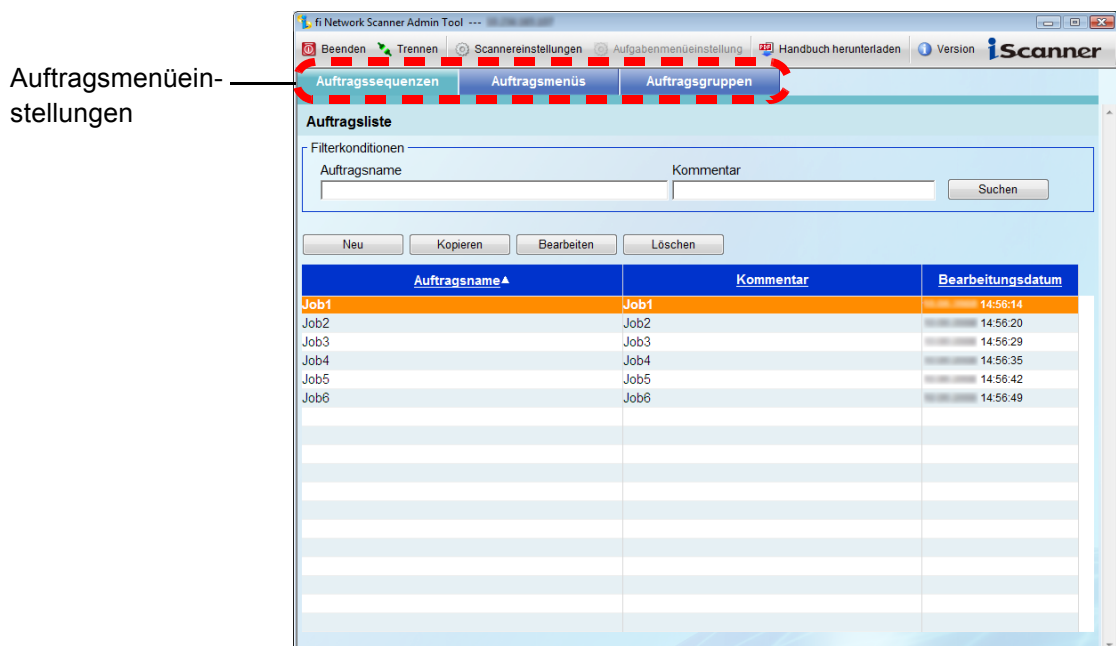 fi Network Scanner Admin Tool ---
Beenden Trennen Scannereinstellungen Aufgabenmenüeinstellung Handbuch herunterladen Version iScanner
Auftragsmenüein-
stellungen
Auftragssequenzen Auftragsmenüs Auftragsgruppen
Auftragsliste
Filterkonditionen
Auftragsname Kommentar
Suchen
Neu Kopieren Bearbeiten Löschen
Auftragsname▲ Kommentar Bearbeitungsdatum
Job1 Job1 14:56:14
Job2 Job2 14:56:20
Job3 Job3 14:56:29
Job4 Job4 14:56:35
Job5 Job5 14:56:42
Job6 Job6 14:56:49